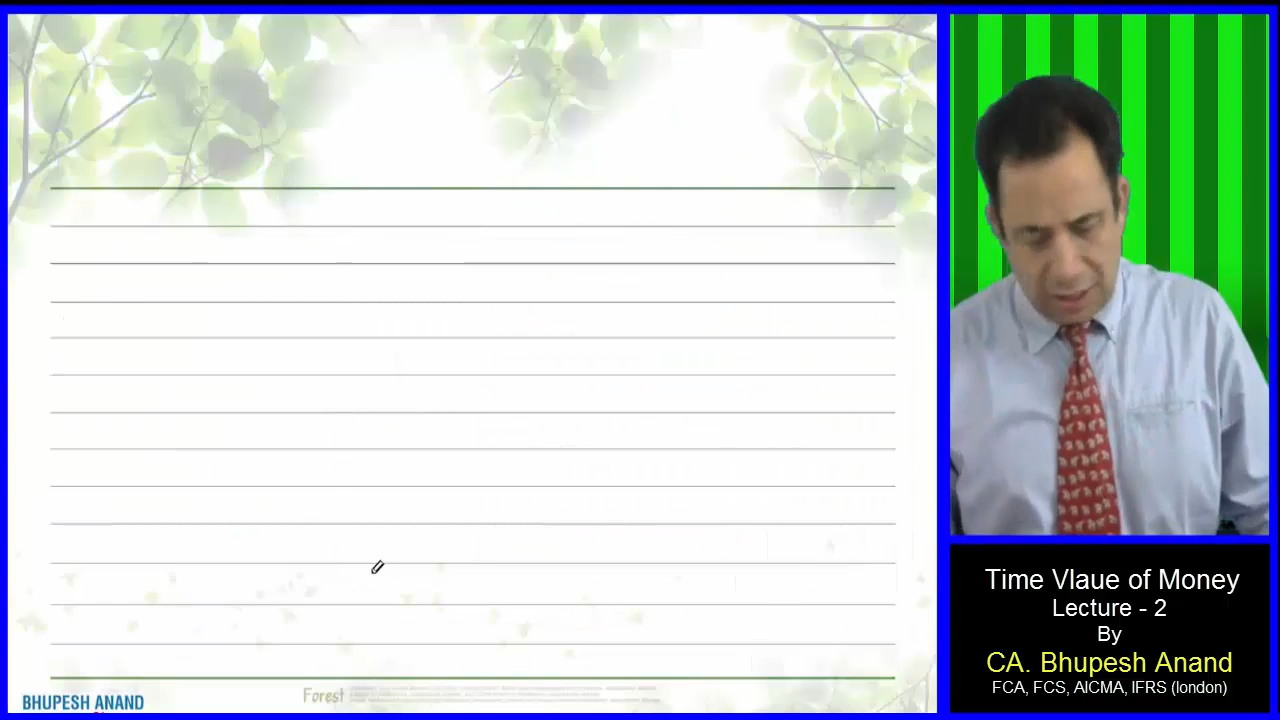 BHUPESH ANAND
Forest
Time Vlaue of Money
Lecture - 2
By
CA. Bhupesh Anand
FCA, FCS, AICMA, IFRS (london)